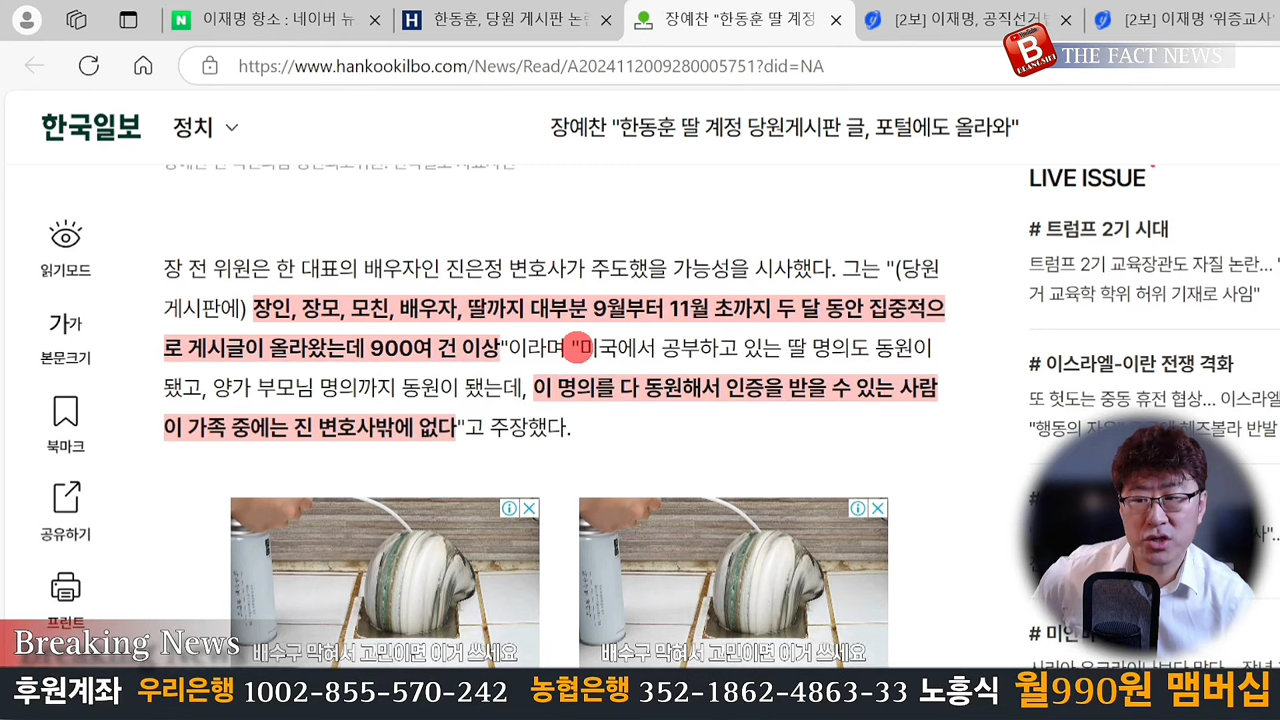 이재명 항소 : 네이버 뉴
한동훈, 당원 게시판 논란
장예찬 "한동훈 딸 계정
[2보] 이재명, 공직선거법
[2보] 이재명 '위증교사'
https://www.hankookilbo.com/News/Read/A2024112009280005751?did=NA
B
THE FACT NEWS
한국일보
정치
장예찬 "한동훈 딸 계정 당원게시판 글, 포털에도 올라와"
LIVE ISSUE
읽기모드
가가
본문크기
북마크
공유하기
프린트
장 전 위원은 한 대표의 배우자인 진은정 변호사가 주도했을 가능성을 시사했다. 그는 "(당원
게시판에) 장인, 장모, 모친, 배우자, 딸까지 대부분 9월부터 11월 초까지 두 달 동안 집중적으
로 게시글이 올라왔는데 900여 건 이상"이라며 "미국에서 공부하고 있는 딸 명의도 동원이
됐고, 양가 부모님 명의까지 동원이 됐는데, 이 명의를 다 동원해서 인증을 받을 수 있는 사람
이 가족 중에는 진 변호사밖에 없다"고 주장했다.
# 트럼프 2기 시대
트럼프 2기 교육장관도 자질 논란... "
거 교육학 학위 허위 기재로 사임"
# 이스라엘-이란 전쟁 격화
또 헛도는 중동 휴전 협상... 이스라엘
헤즈볼라 반발
배수구 막혀서 고민이면 이거 쓰세요
배수구 막혀서 고민이면 이거 쓰세요
Breaking News
후원계좌 우리은행 1002-855-570-242 농협은행 352-1862-4863-33 노흥식 월990원 맴버십